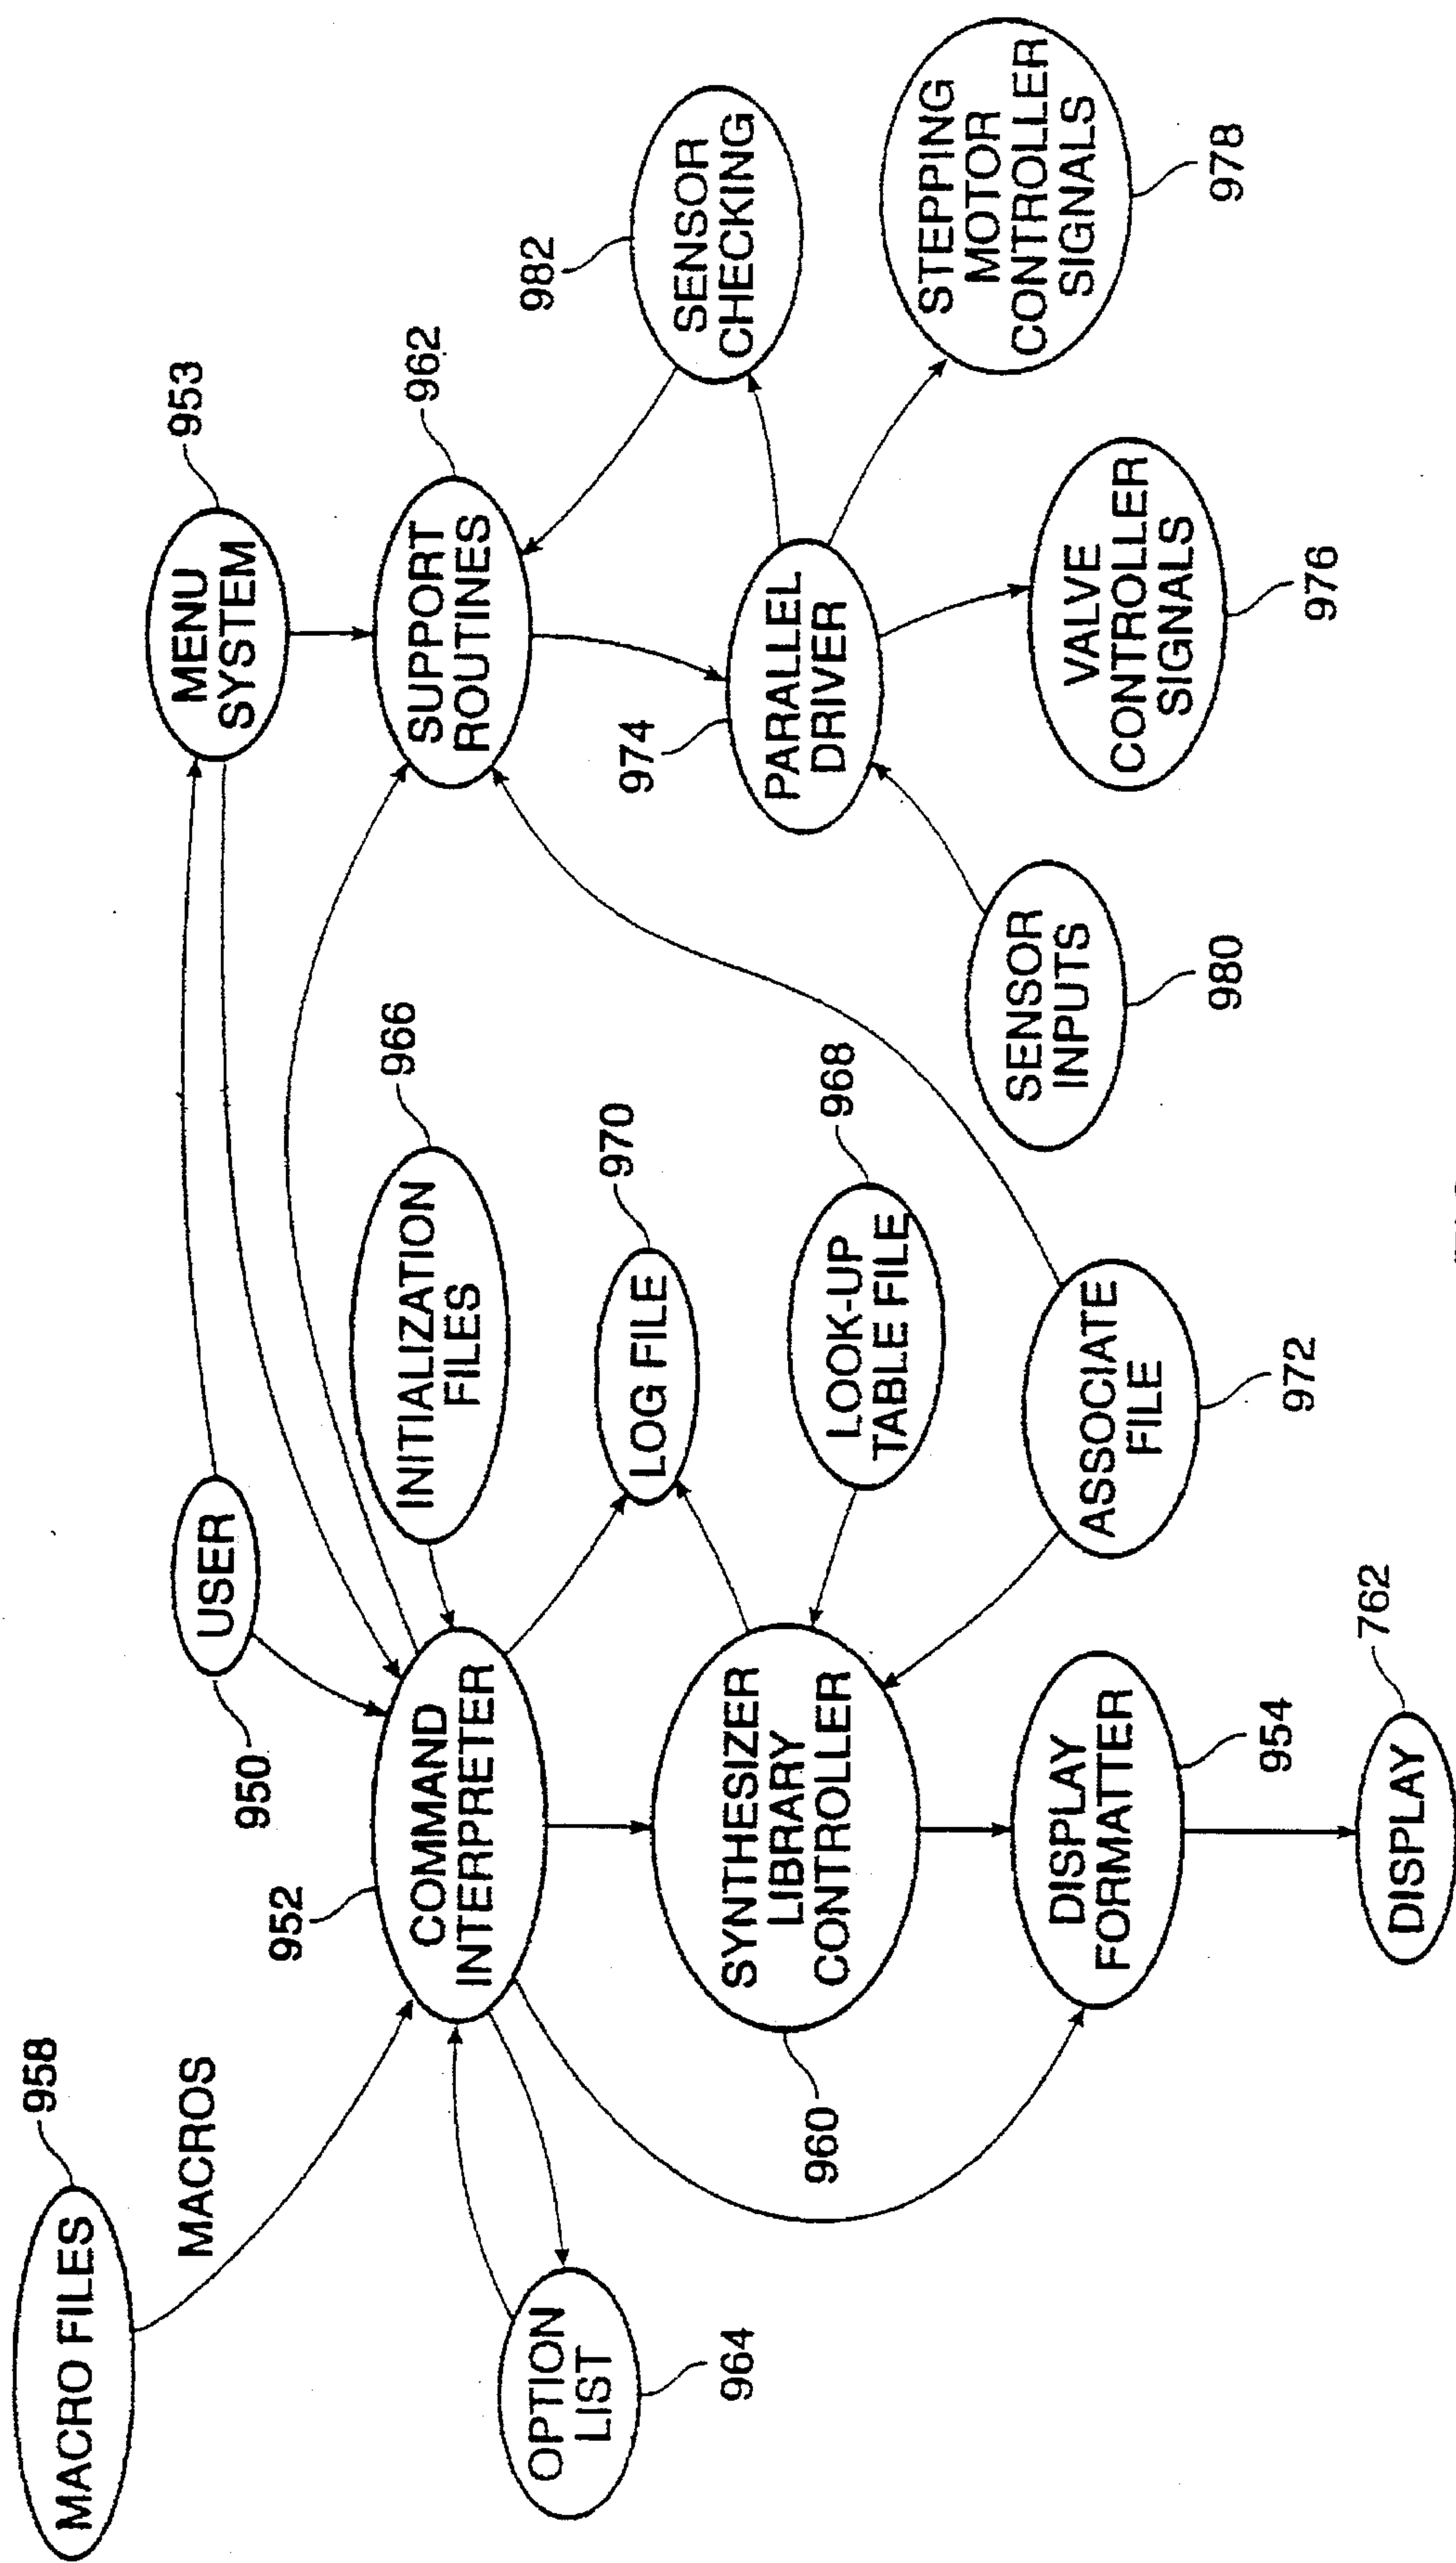 MACRO FILES
958
MACROS
USER
950
MENU
SYSTEM
953
952
COMMAND
INTERPRETER
INITIALIZATION
FILES
966
SUPPORT
ROUTINES
962
OPTION
LIST
964
LOG FILE
970
SENSOR
CHECKING
982
SYNTHESIZER
LIBRARY
CONTROLLER
960
LOOK-UP
TABLE FILE
968
PARALLEL
DRIVER
974
STEPPING
MOTOR
CONTROLLER
SIGNALS
978
DISPLAY
FORMATTER
954
ASSOCIATE
FILE
972
SENSOR
INPUTS
980
VALVE
CONTROLLER
SIGNALS
976
DISPLAY
762